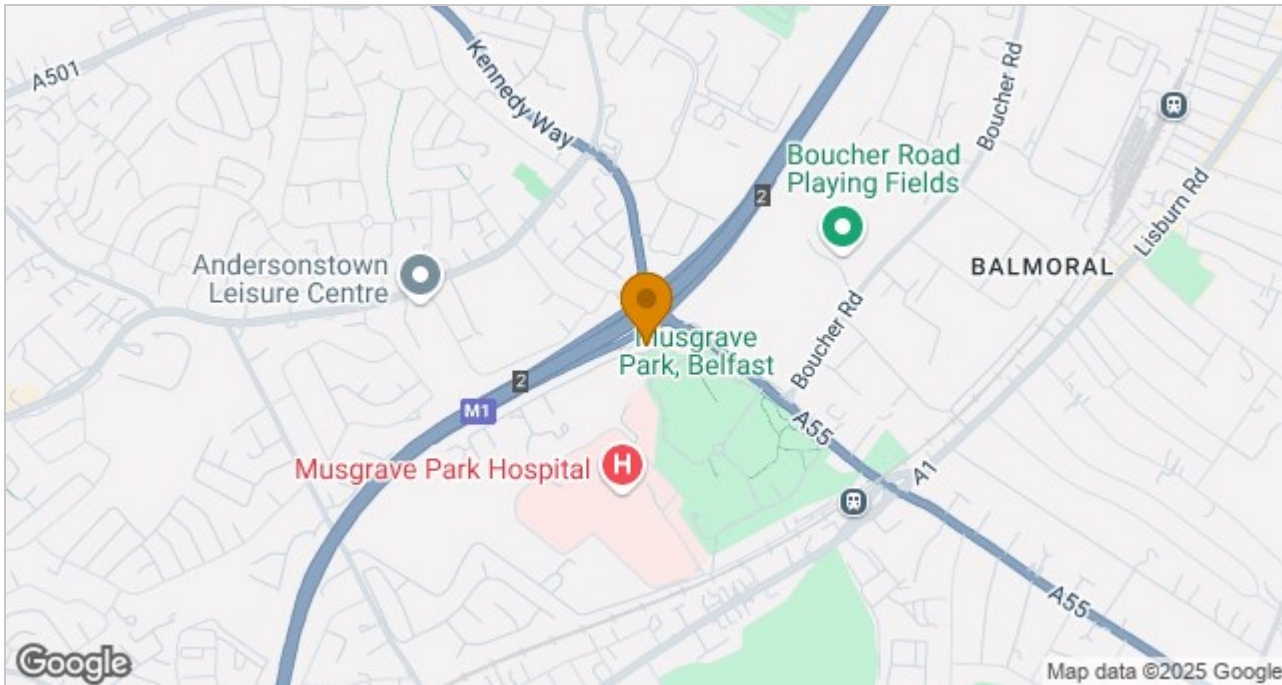 A501
Kennedy Way
Boucher Rd
Boucher Road
Playing Fields
2
Lisburn Rd
Andersonstown
Leisure Centre
BALMORAL
Musgrave
Park, Belfast
Boucher Rd
2
M1
A55
Musgrave Park Hospital
H
A1
A55
Google
Map data ©2025 Google